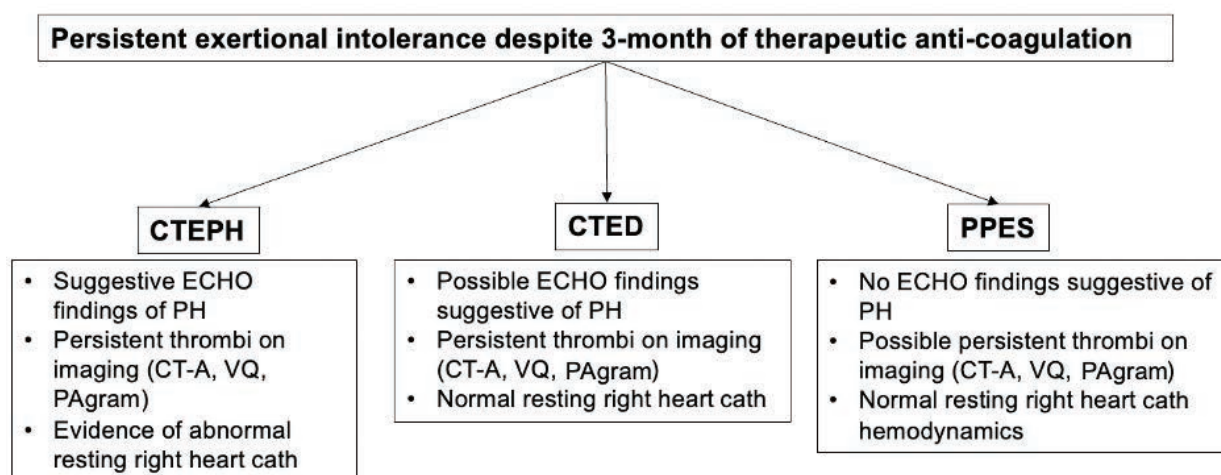 Persistent exertional intolerance despite 3-month of therapeutic anti-coagulation
CTEPH
• Suggestive ECHO
findings of PH
• Persistent thrombi on
imaging (CT-A, VQ,
PAgram)
• Evidence of abnormal
resting right heart cath
CTED
• Possible ECHO findings
suggestive of PH
• Persistent thrombi on imaging
(CT-A, VQ, PAgram)
• Normal resting right heart cath
PPES
• No ECHO findings suggestive of
PH
• Possible persistent thrombi on
imaging (CT-A, VQ, PAgram)
• Normal resting right heart cath
hemodynamics